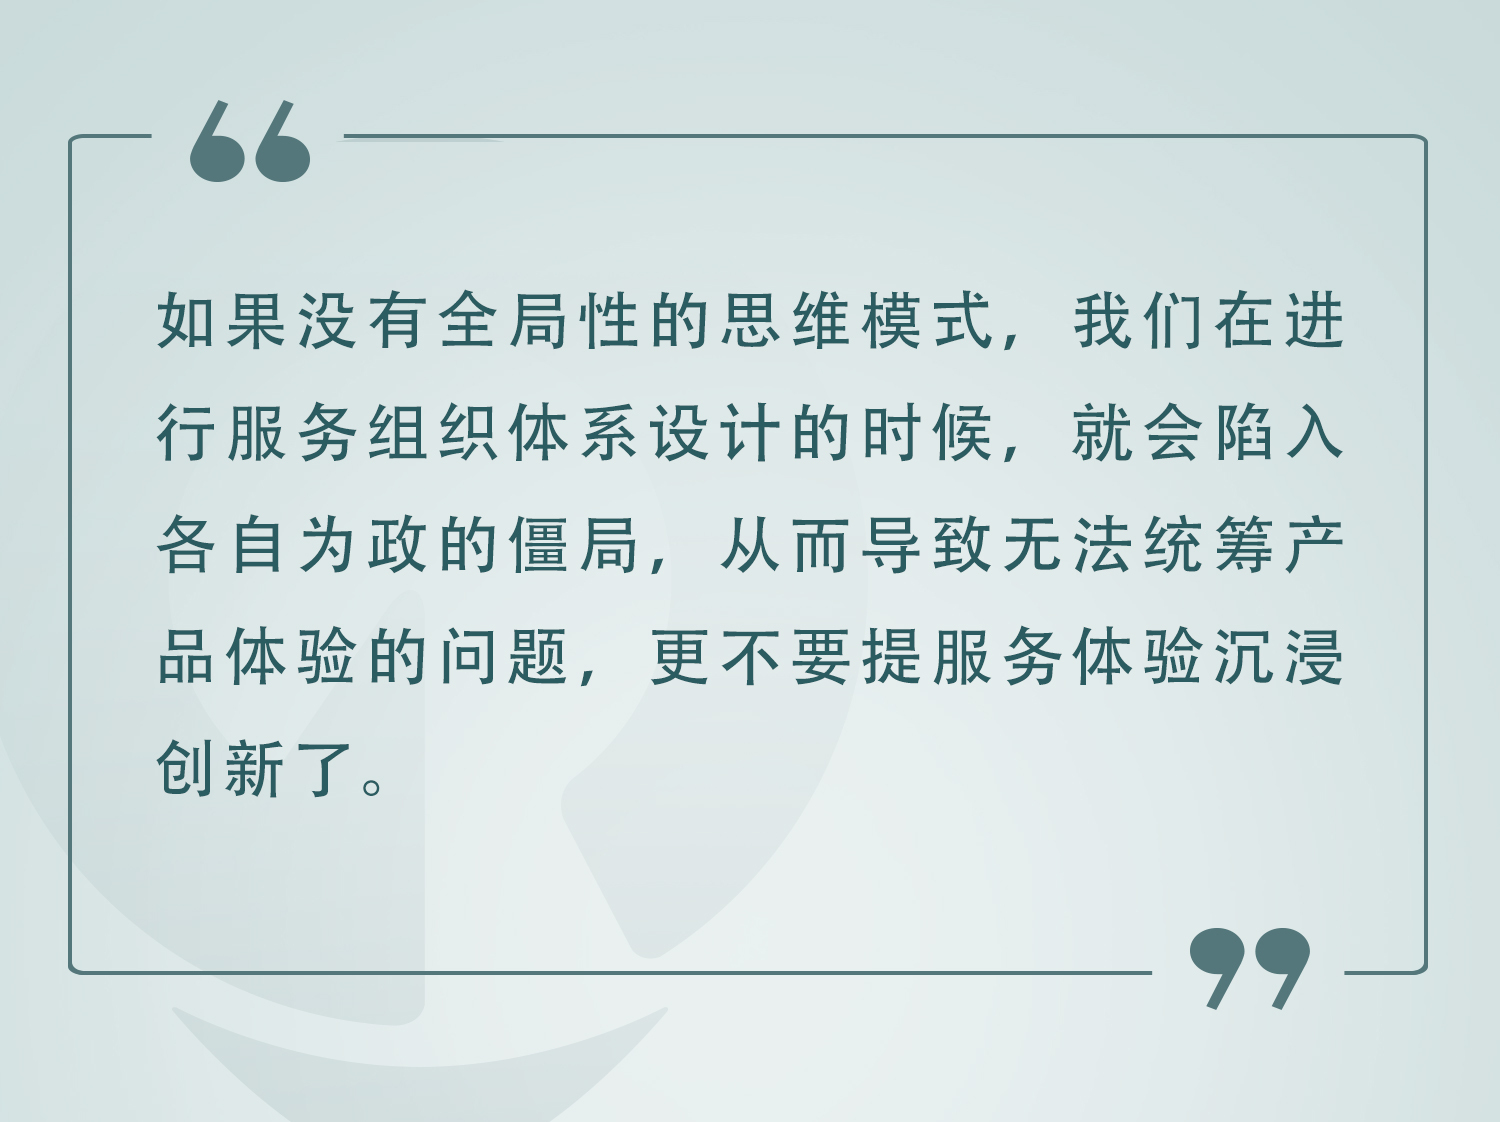 “
如果没有全局性的思维模式，我们在进
行服务组织体系设计的时候，就会陷入
各自为政的僵局，从而导致无法统筹产
品体验的问题，更不要提服务体验沉浸
创新了。
”